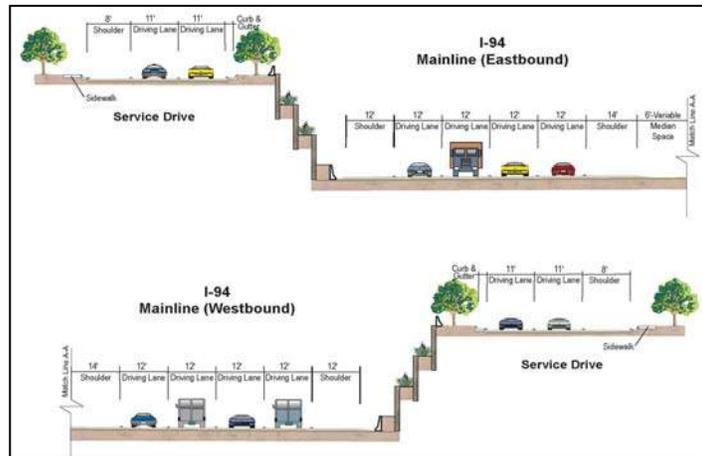 8' 11' 11' Curb &
Shoulder Driving Lane Driving Lane Gutter
Sidewalk
Service Drive
I-94
Mainline (Eastbound)
12' 12' 12' 12' 12' 14' 6'-Variable
Shoulder Driving Lane Driving Lane Driving Lane Driving Lane Shoulder Median
Space
Match Line A-A
I-94
Mainline (Westbound)
Curb & 11' 11' 8'
Gutter Driving Lane Driving Lane Shoulder
Sidewalk
Service Drive
Match Line A-A
14' 12' 12' 12' 12' 12'
Shoulder Driving Lane Driving Lane Driving Lane Driving Lane Shoulder